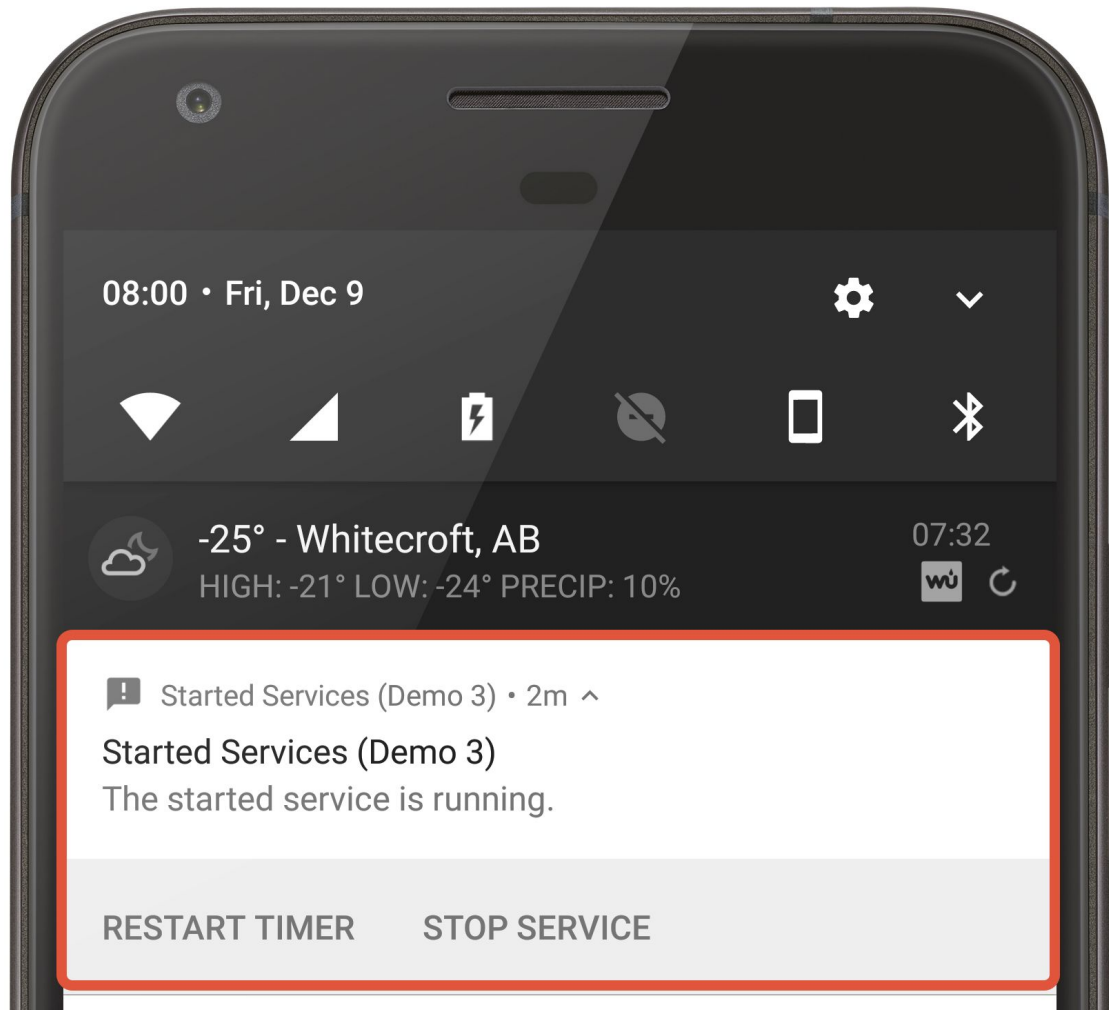 08:00 • Fri, Dec 9
-25° - Whitecroft, AB
07:32
HIGH: -21° LOW: -24° PRECIP: 10%
wu
Started Services (Demo 3) • 2m
Started Services (Demo 3)
The started service is running.
RESTART TIMER STOP SERVICE